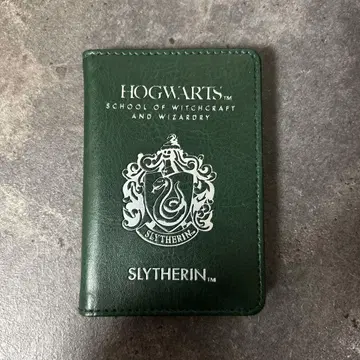 HOGWARTS™
SCHOOL OF WITCHCRAFT
AND WIZARDRY
SLYTHERIN
SLYTHERIN™